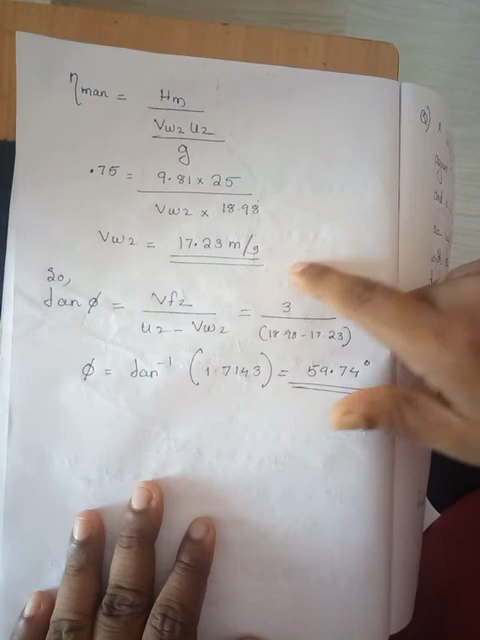 η man = Hm
Vw2 U2
g
.75 = 9.81 x 25
Vw2 x 18.98
Vw2 = 17.23 m/s
So,
tan ϕ = Vf2 = 3
U2 - Vw2 (18.98 - 17.23)
ϕ = tan⁻¹ (1.7143) = 59.74°